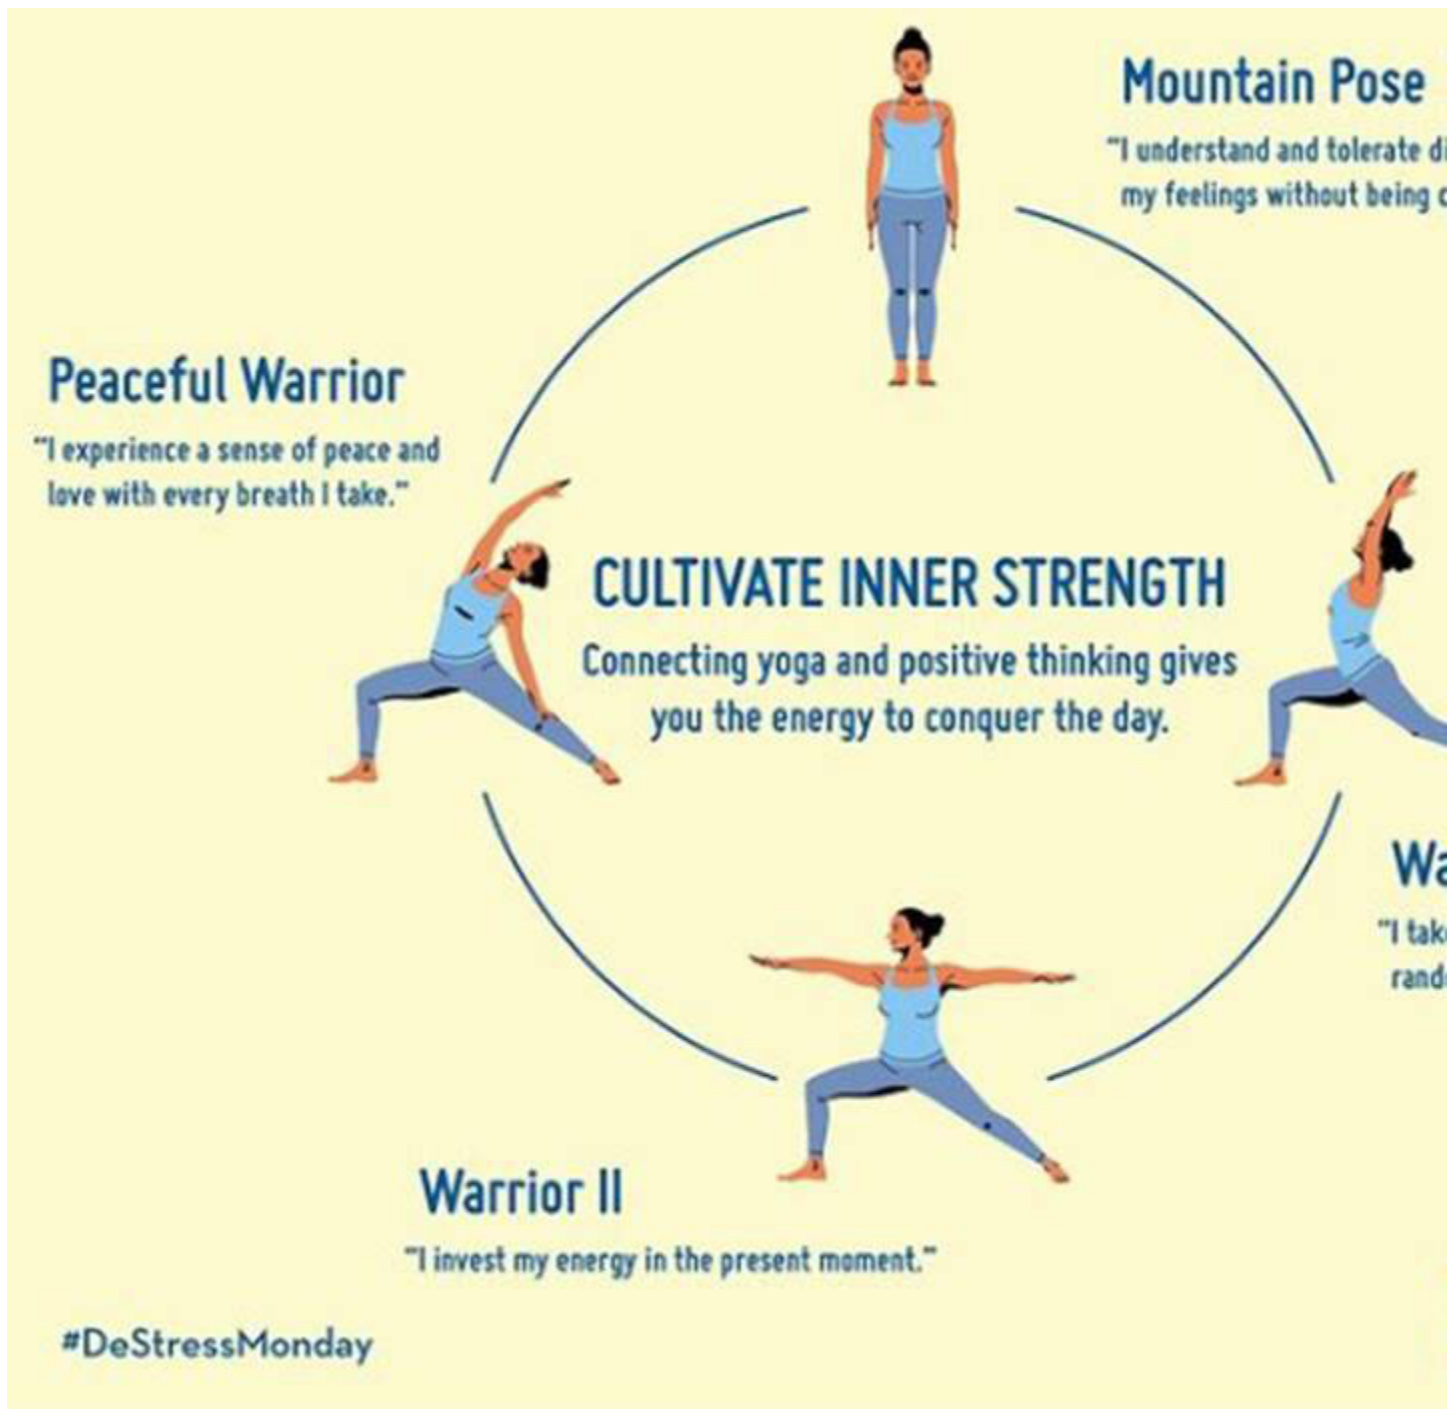 Mountain Pose
"I understand and tolerate
my feelings without being
Peaceful Warrior
"I experience a sense of peace and
love with every breath I take."
CULTIVATE INNER STRENGTH
Connecting yoga and positive thinking gives
you the energy to conquer the day.
"I
Warrior II
"I invest my energy in the present moment."
#DeStressMonday